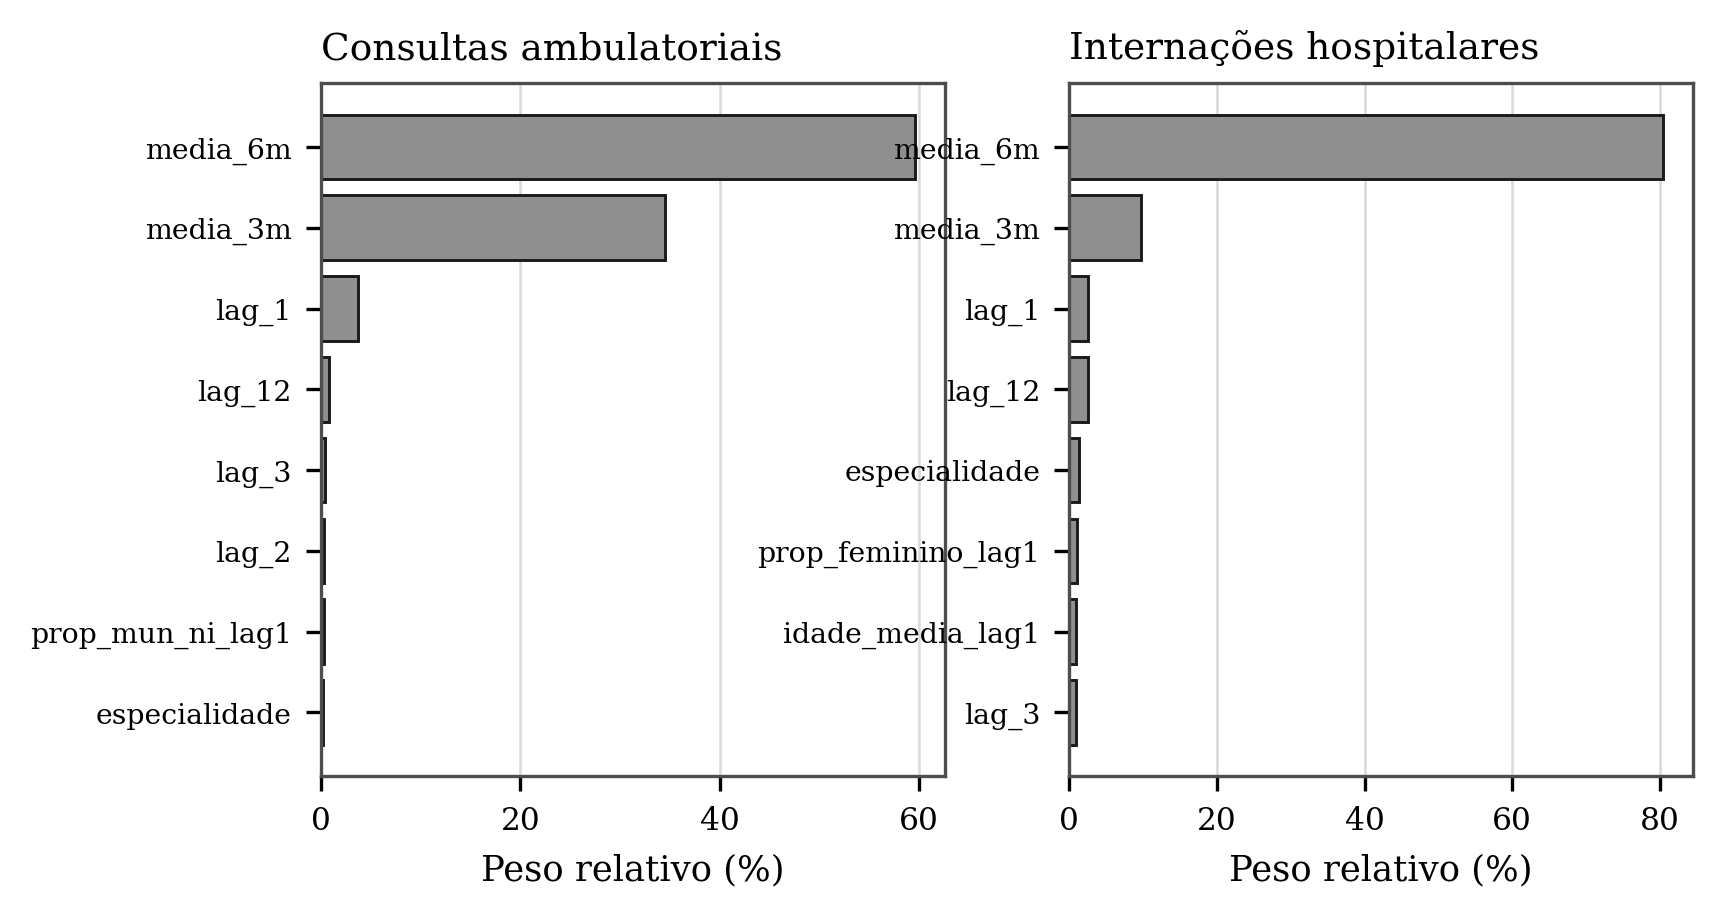 Consultas ambulatoriais
media_6m
media_3m
lag_1
lag_12
lag_3
lag_2
prop_mun_ni_lag1
especialidade
0 20 40 60
Peso relativo (%)
Internações hospitalares
media_6m
media_3m
lag_1
lag_12
especialidade
prop_feminino_lag1
idade_media_lag1
lag_3
0 20 40 60 80
Peso relativo (%)